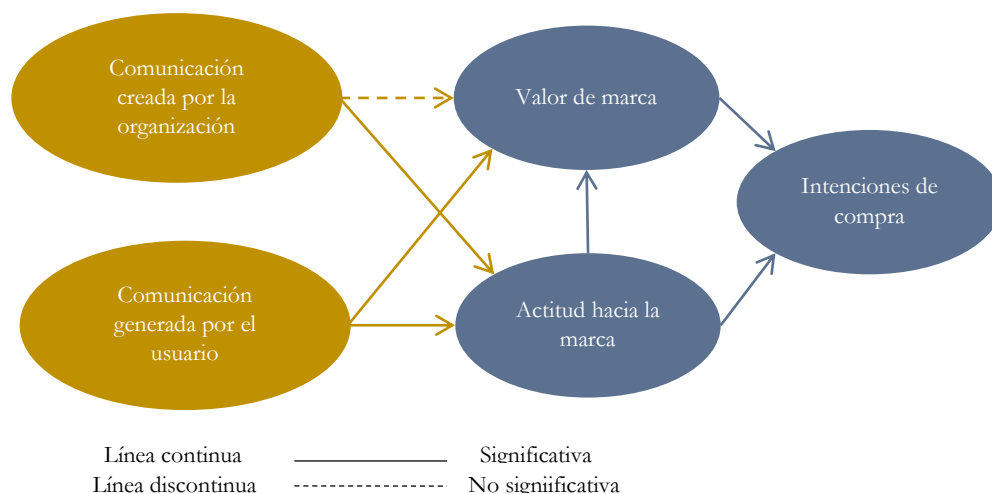 Comunicación
creada por la
organización
Valor de marca
Intenciones de
compra
Comunicación
generada por el
usuario
Actitud hacia la
marca
Línea continua Significativa
Línea discontinua No signiificativa